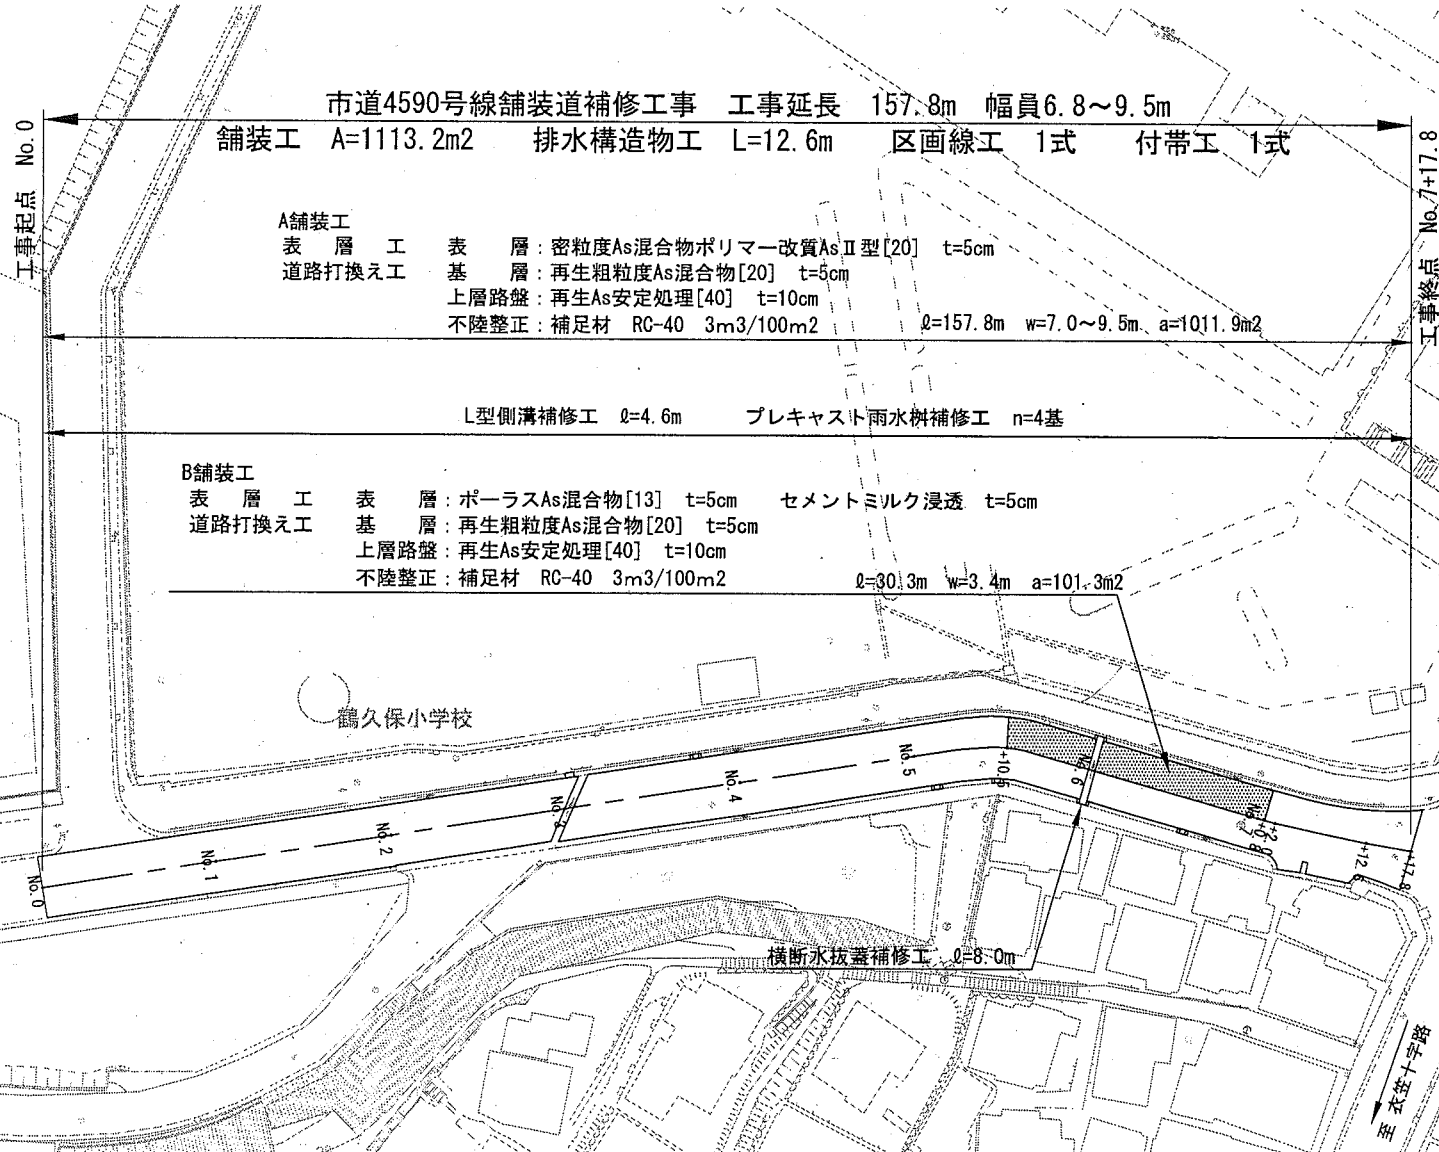 市道4590号線舗装道補修工事　工事延長　157.8m　幅員6.8～9.5m
舗装工　A=1113.2m2　排水構造物工　L=12.6m　区画線工　1式　付帯工　1式
工事起点　No.0
工事終点　No.7+17.8
A舗装工
表　層　工　表　層：密粒度As混合物ポリマー改質AsⅡ型[20]　t=5cm
道路打換え工　基　層：再生粗粒度As混合物[20]　t=5cm
上層路盤：再生As安定処理[40]　t=10cm
不陸整正：補足材　RC-40　3m3/100m2　ℓ=157.8m　w=7.0～9.5m　a=1011.9m2
L型側溝補修工　ℓ=4.6m　プレキャスト雨水桝補修工　n=4基
B舗装工
表　層　工　表　層：ポーラスAs混合物[13]　t=5cm　セメントミルク浸透　t=5cm
道路打換え工　基　層：再生粗粒度As混合物[20]　t=5cm
上層路盤：再生As安定処理[40]　t=10cm
不陸整正：補足材　RC-40　3m3/100m2　ℓ=30.3m　w=3.4m　a=101.3m2
鶴久保小学校
No.0
No.1
No.2
No.4
No.5
No.6
+12.6
+17.8
横断水抜蓋補修工　ℓ=8.0m
至　衣笠十字路